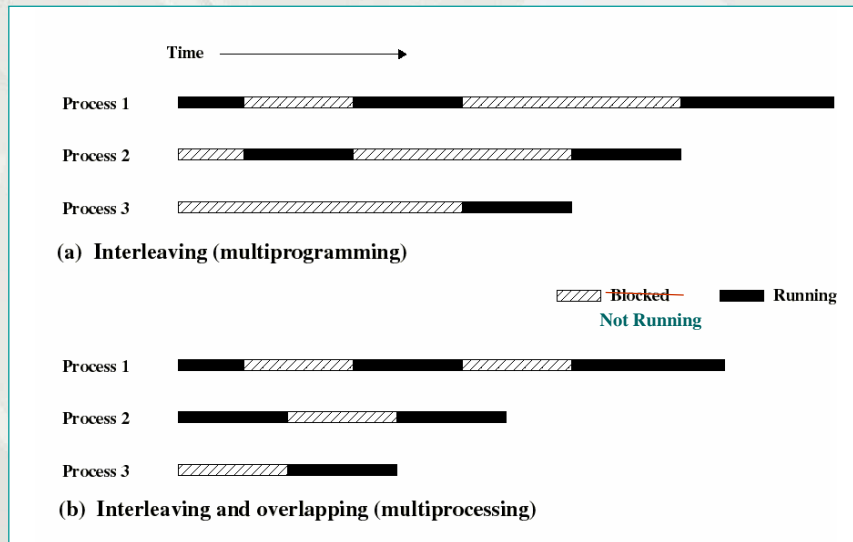 Time
Process 1
Process 2
Process 3
(a) Interleaving (multiprogramming)
Blocked Running
Not Running
Process 1
Process 2
Process 3
(b) Interleaving and overlapping (multiprocessing)